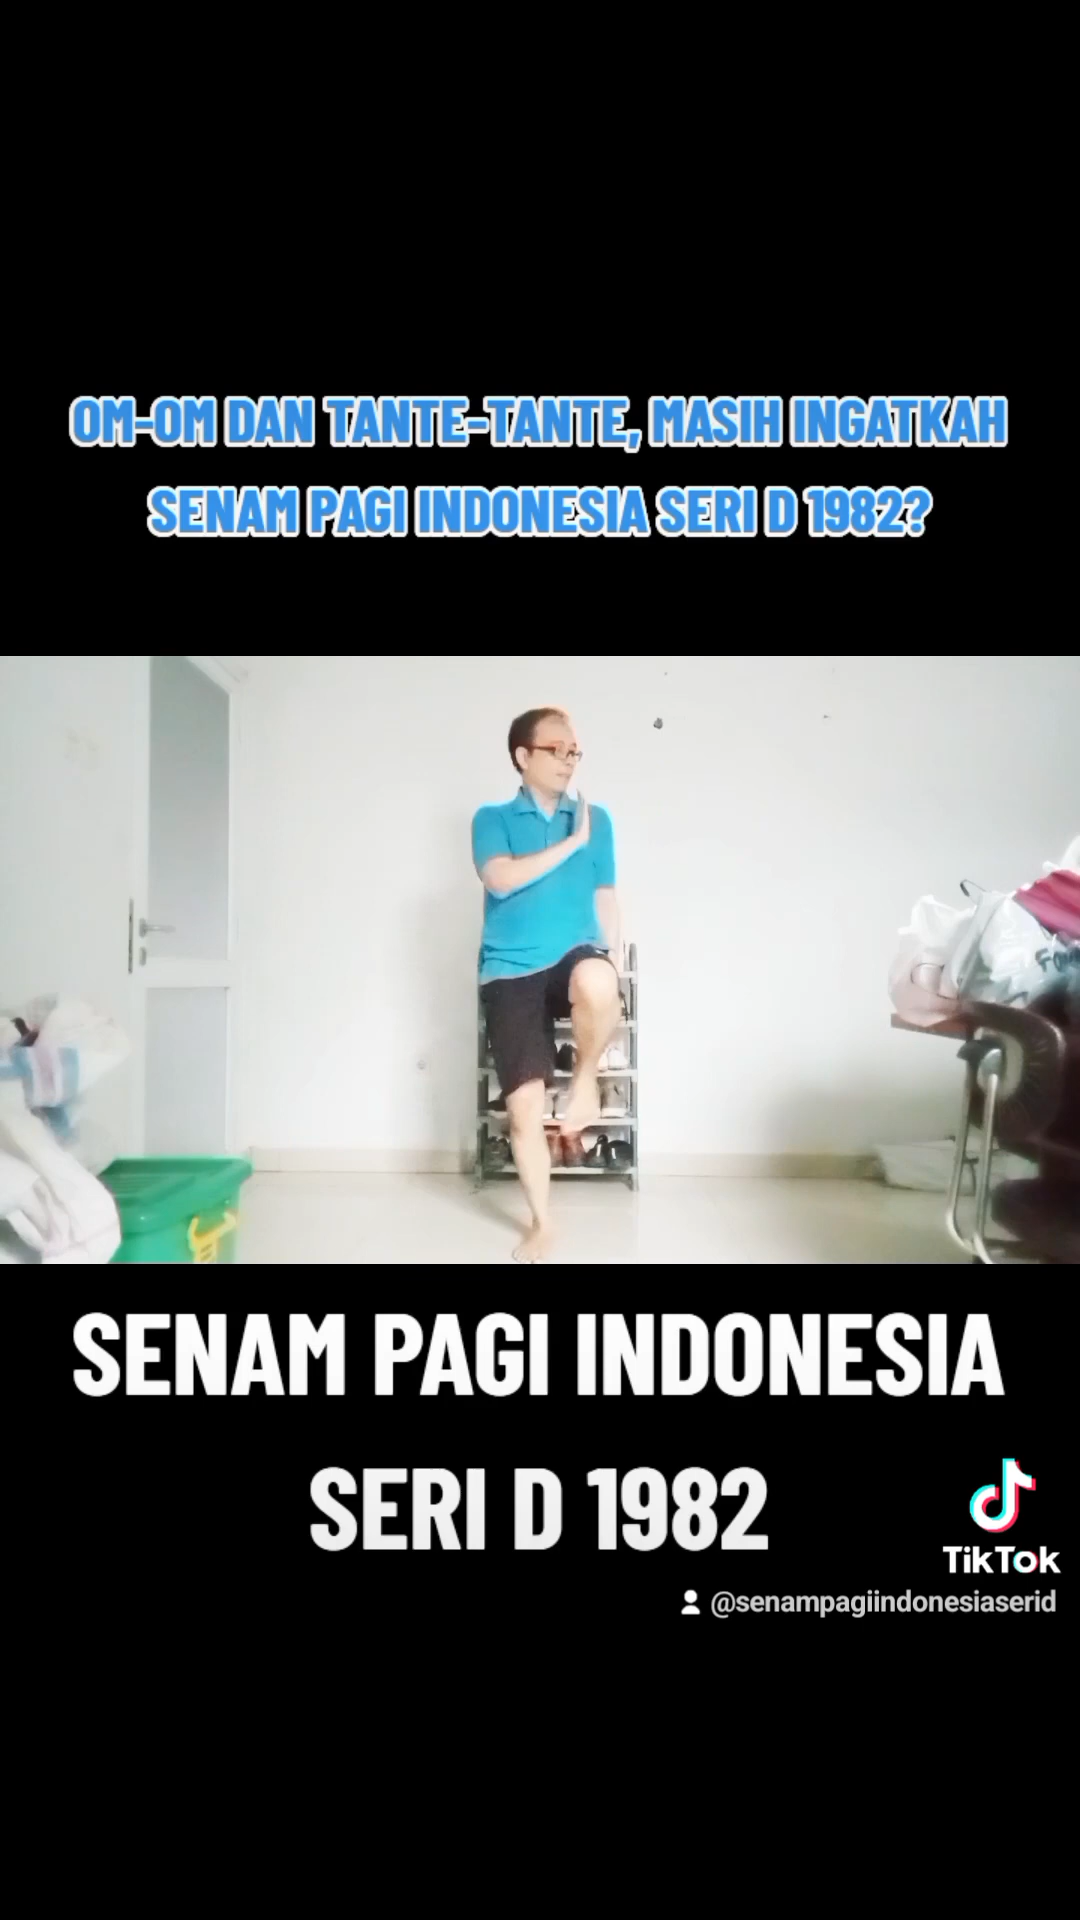 OM-OM DAN TANTE-TANTE, MASIH INGATKAH
SENAM PAGI INDONESIA SERI D 1982?
SENAM PAGI INDONESIA
SERI D 1982
TikTok
@senampagiindonesiaserid